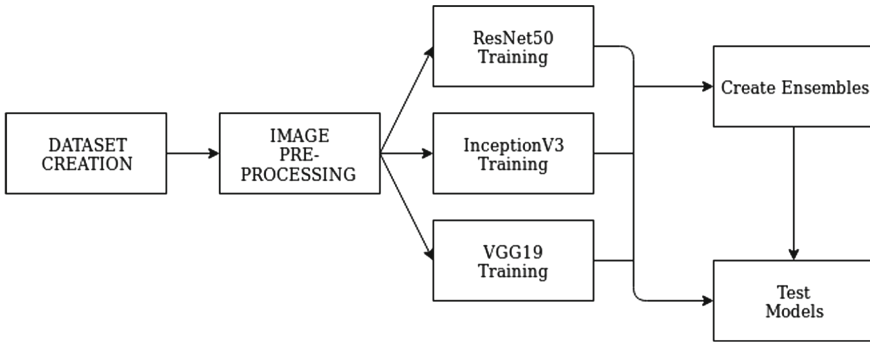 DATASET
CREATION
IMAGE
PRE-
PROCESSING
ResNet50
Training
InceptionV3
Training
VGG19
Training
Create Ensembles
Test
Models